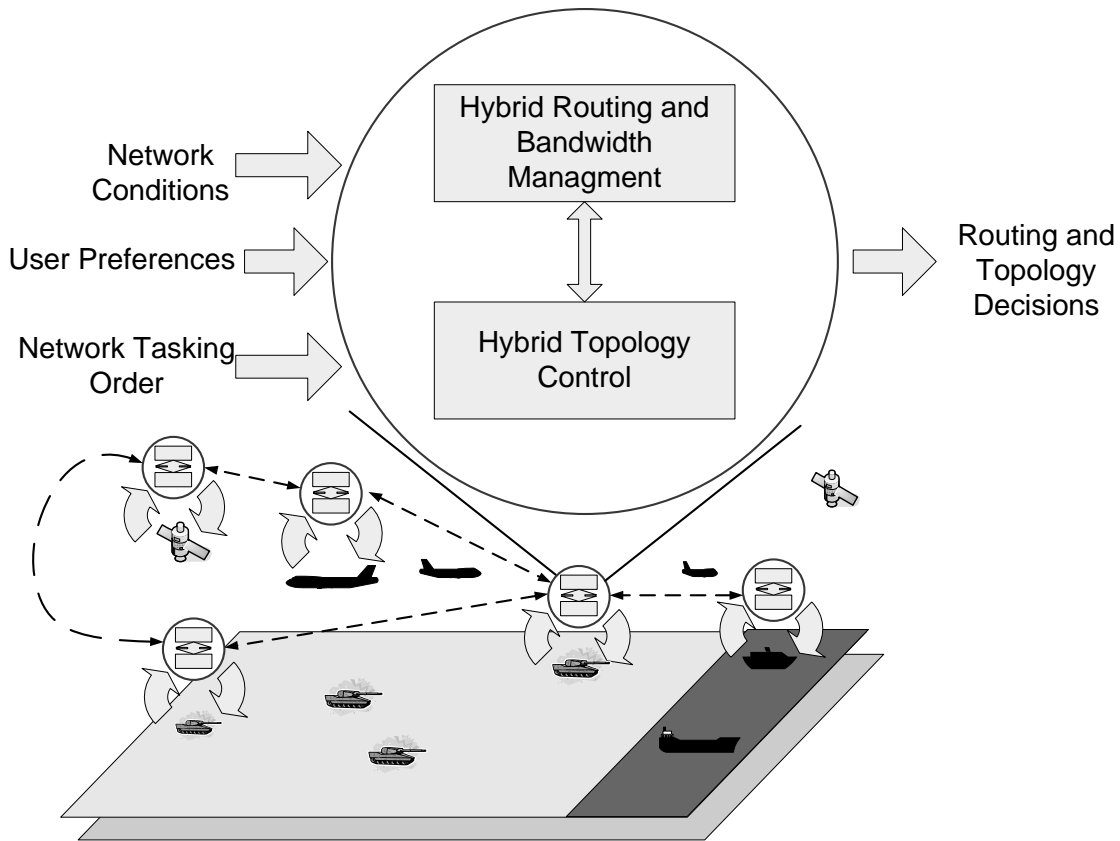 Hybrid Routing and
Bandwidth
Managment
Network
Conditions
User Preferences
Routing and
Topology
Decisions
Network Tasking
Order
Hybrid Topology
Control